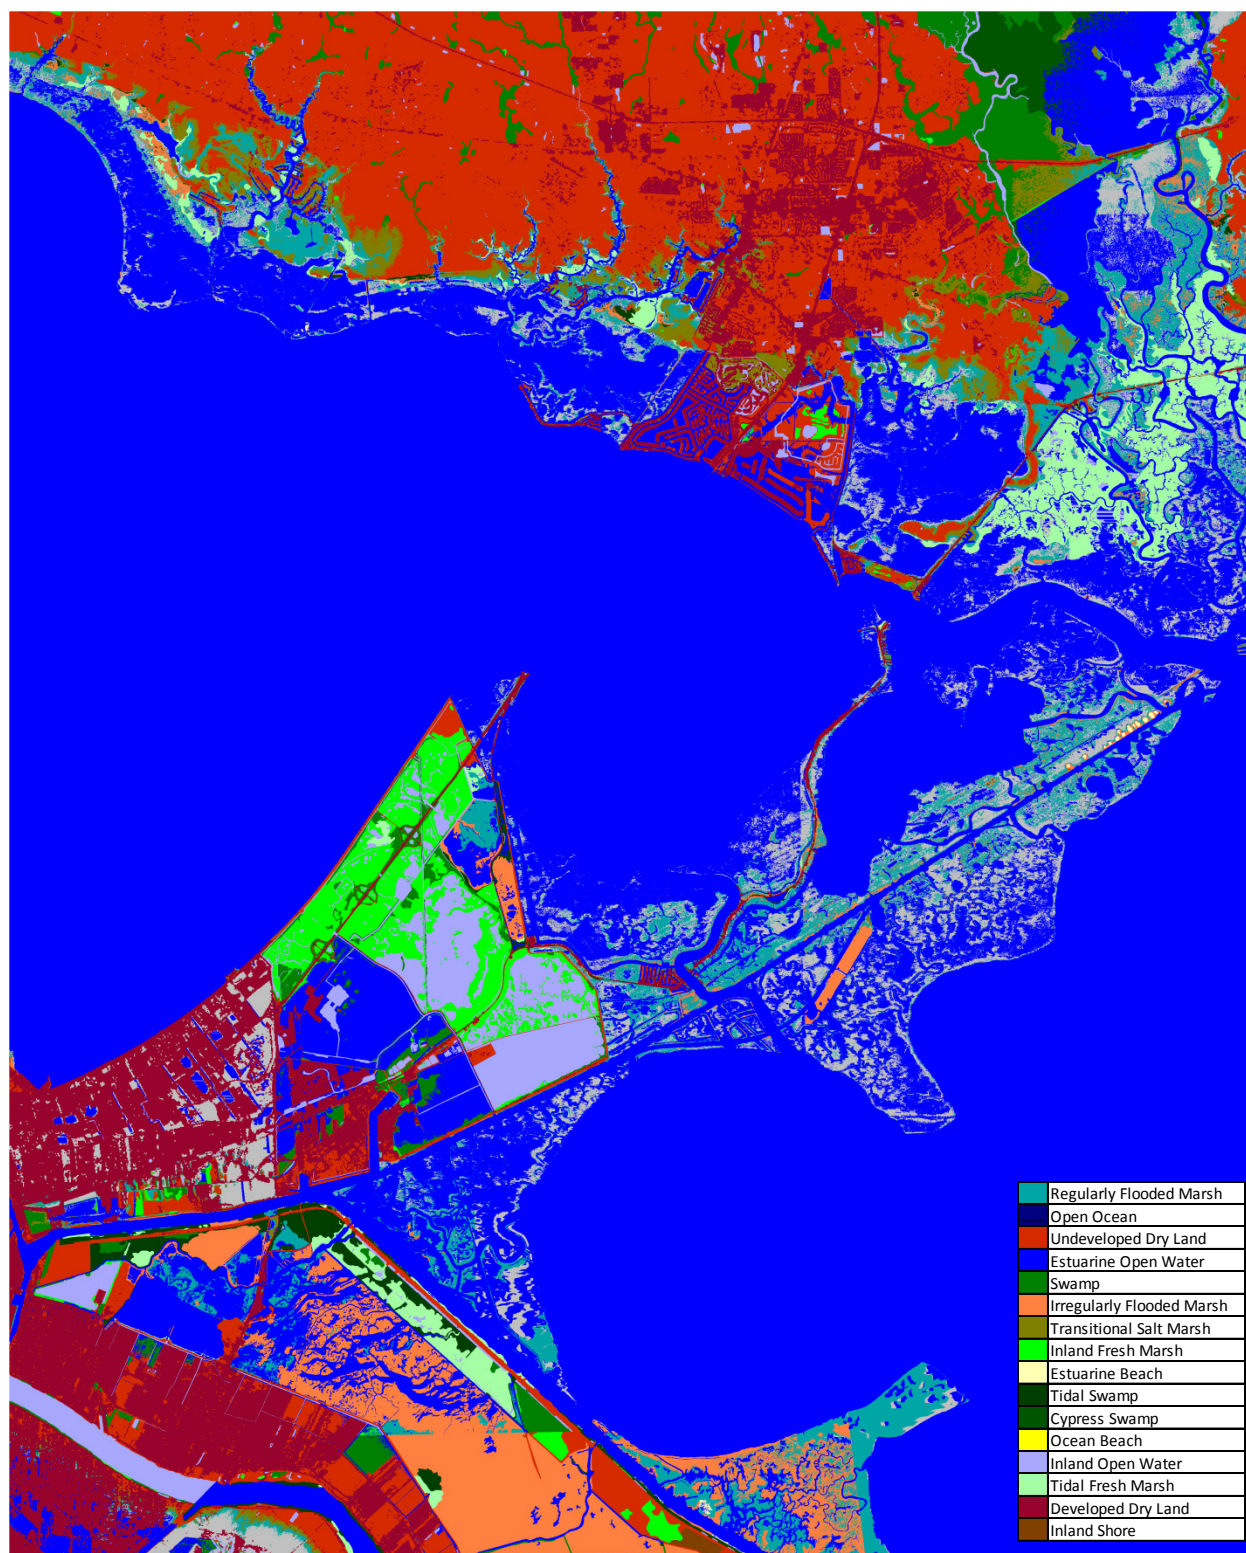 Regularly Flooded Marsh
Open Ocean
Undeveloped Dry Land
Estuarine Open Water
Swamp
Irregularly Flooded Marsh
Transitional Salt Marsh
Inland Fresh Marsh
Estuarine Beach
Tidal Swamp
Cypress Swamp
Ocean Beach
Inland Open Water
Tidal Fresh Marsh
Developed Dry Land
Inland Shore